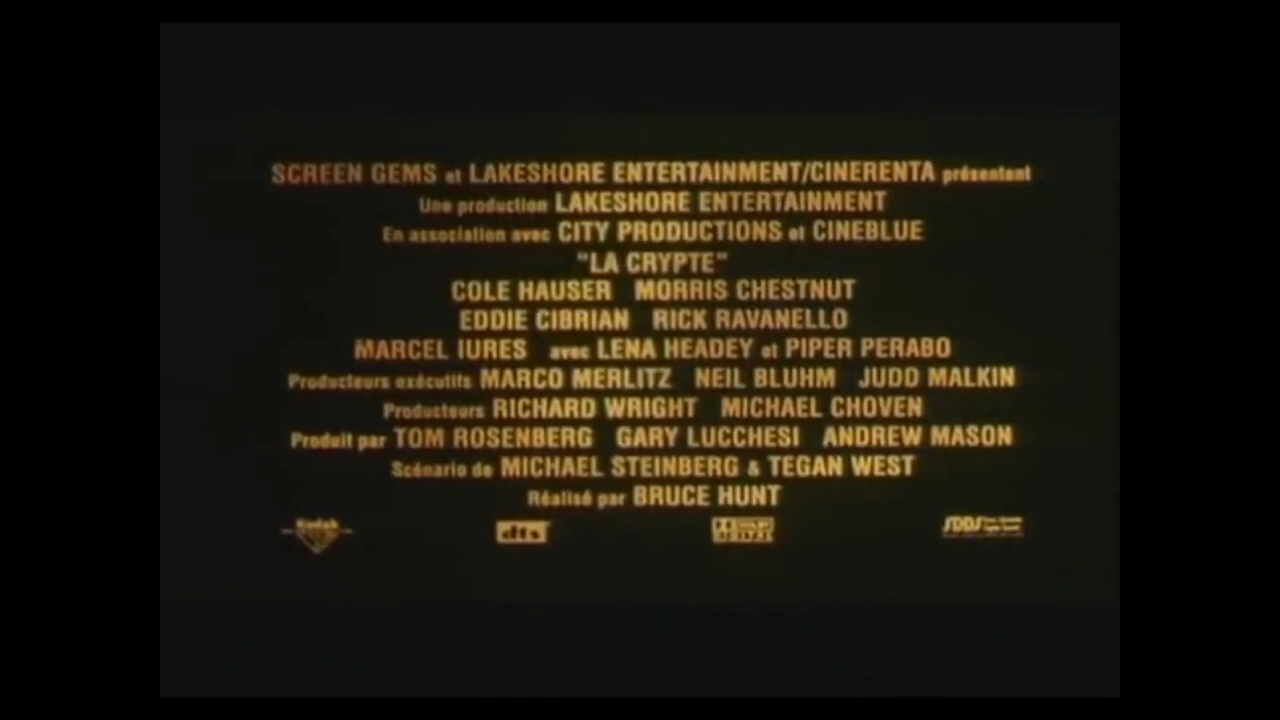 SCREEN GEMS et LAKESHORE ENTERTAINMENT/CINERENTA présentent
Une production LAKESHORE ENTERTAINMENT
En association avec CITY PRODUCTIONS et CINEBLUE
"LA CRYPTE"
COLE HAUSER MORRIS CHESTNUT
EDDIE CIBRIAN RICK RAVANELLO
MARCEL IURES avec LENA HEADEY et PIPER PERABO
Producteurs exécutifs MARCO MERLITZ NEIL BLUHM JUDD MALKIN
Producteurs RICHARD WRIGHT MICHAEL CHOVEN
Produit par TOM ROSENBERG GARY LUCCHESI ANDREW MASON
Scénario de MICHAEL STEINBERG & TEGAN WEST
Réalisé par BRUCE HUNT
Kodak dts SDDS